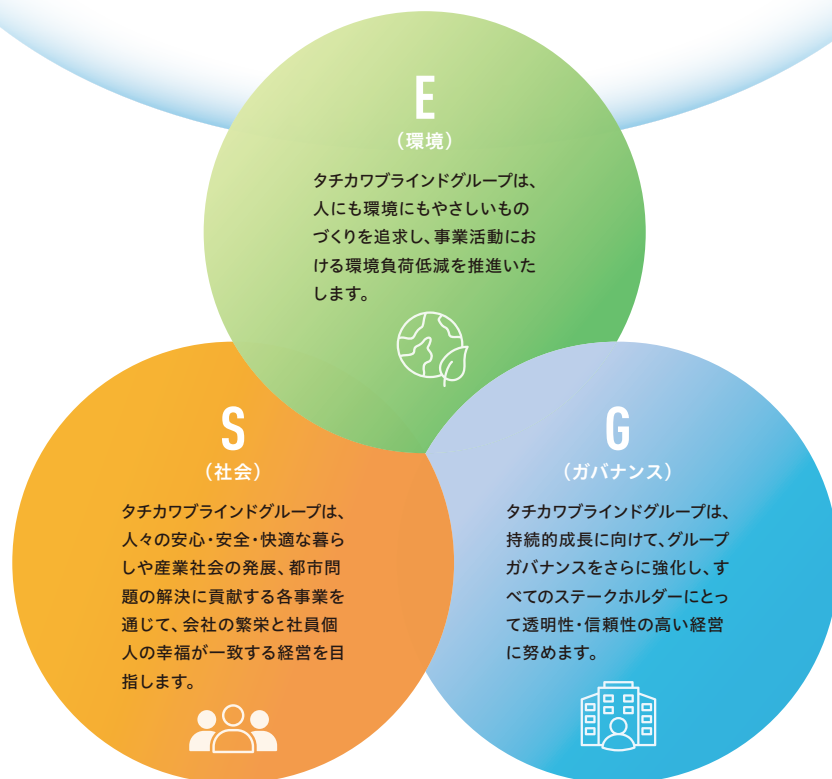 E
（環境）
タチカワブラインドグループは、
人にも環境にもやさしいもの
づくりを追求し、事業活動にお
ける環境負荷低減を推進いた
します。
S
（社会）
タチカワブラインドグループは、
人々の安心・安全・快適な暮ら
しや産業社会の発展、都市問
題の解決に貢献する各事業を
通じて、会社の繁栄と社員個
人の幸福が一致する経営を目
指します。
G
（ガバナンス）
タチカワブラインドグループは、
持続的成長に向けて、グループ
ガバナンスをさらに強化し、す
べてのステークホルダーにとっ
て透明性・信頼性の高い経営
に努めます。